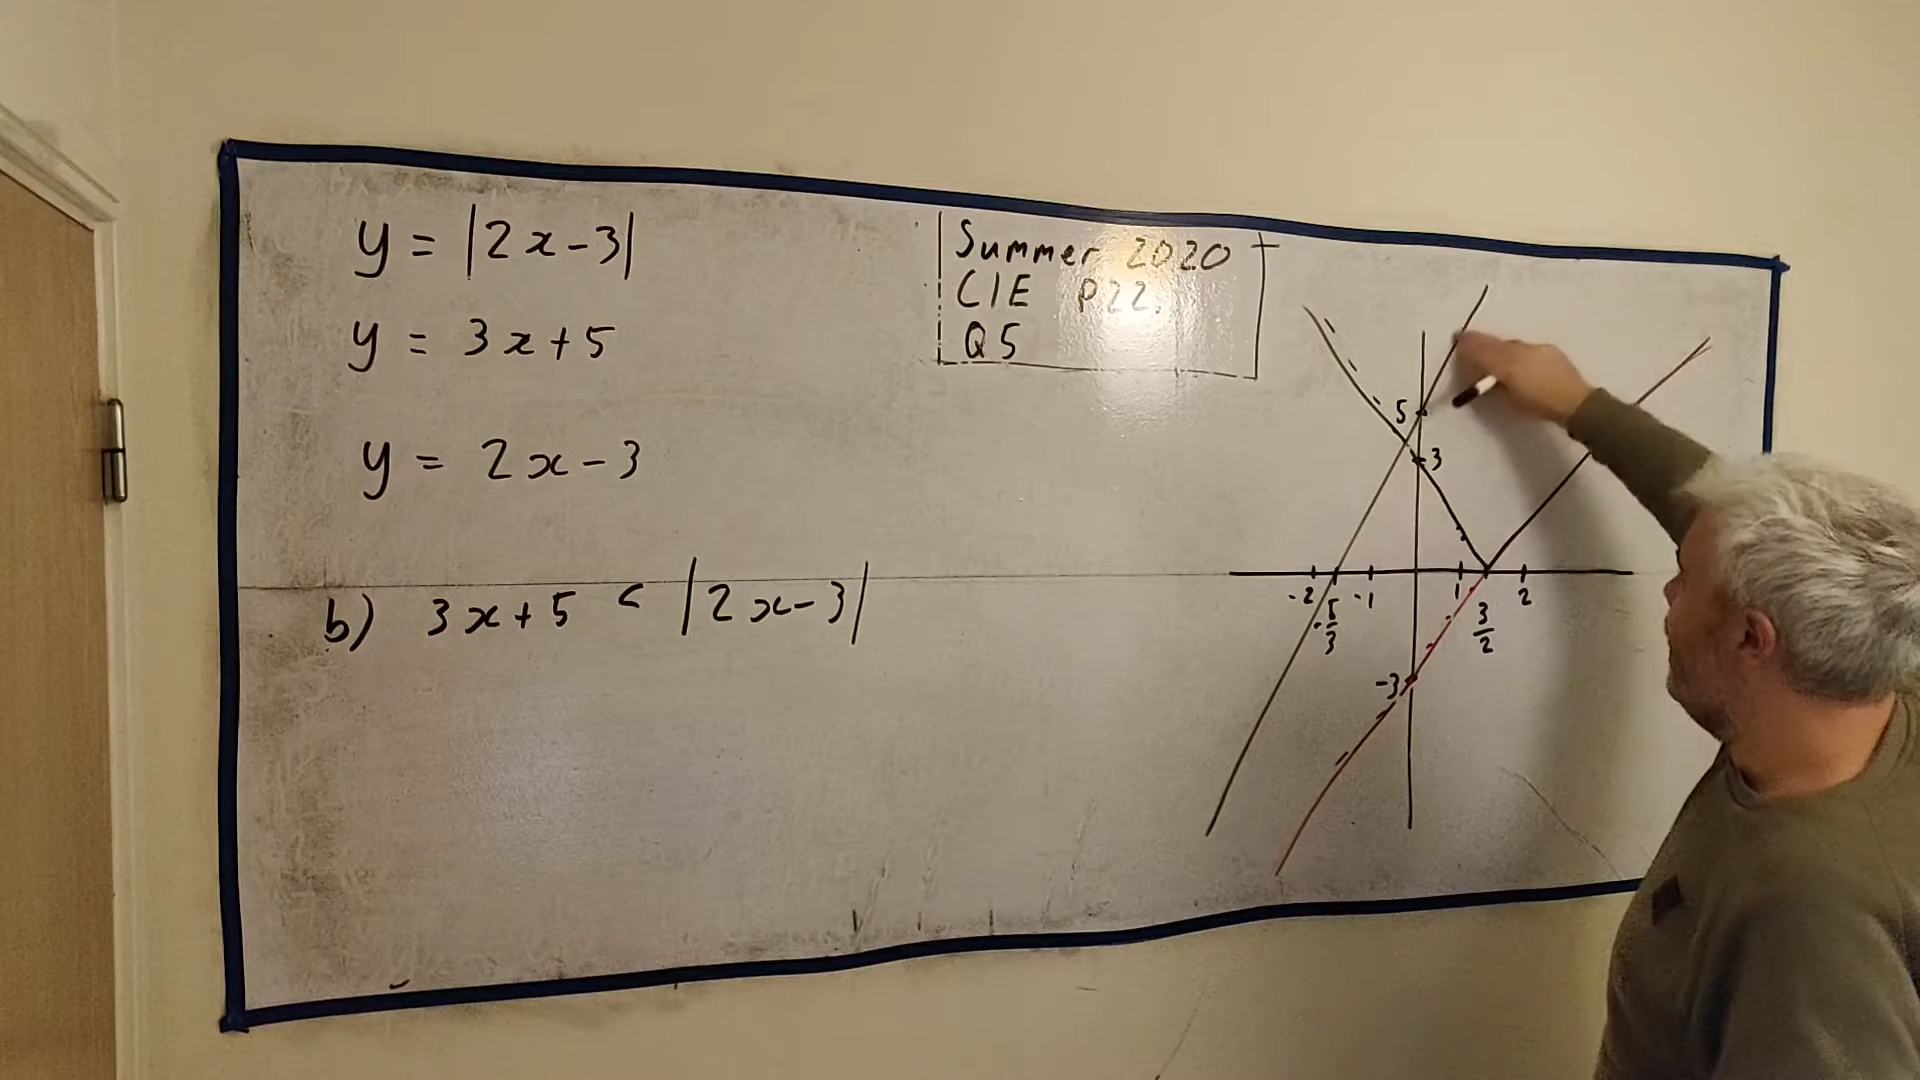 y = |2x-3|
y = 3x+5
y = 2x-3
b) 3x+5 < |2x-3|
Summer 2020
CIE P22.
Q5
5
3
-2 -5/3 -1 1 3/2 2
-3